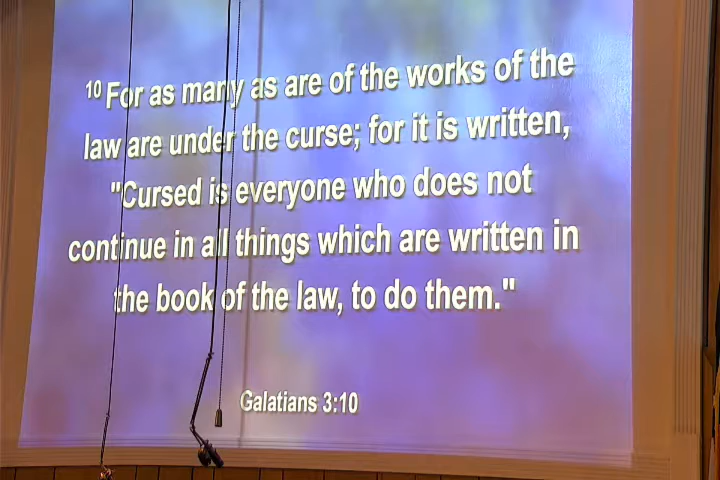 10 For as many as are of the works of the
law are under the curse; for it is written,
"Cursed is everyone who does not
continue in all things which are written in
the book of the law, to do them."
Galatians 3:10